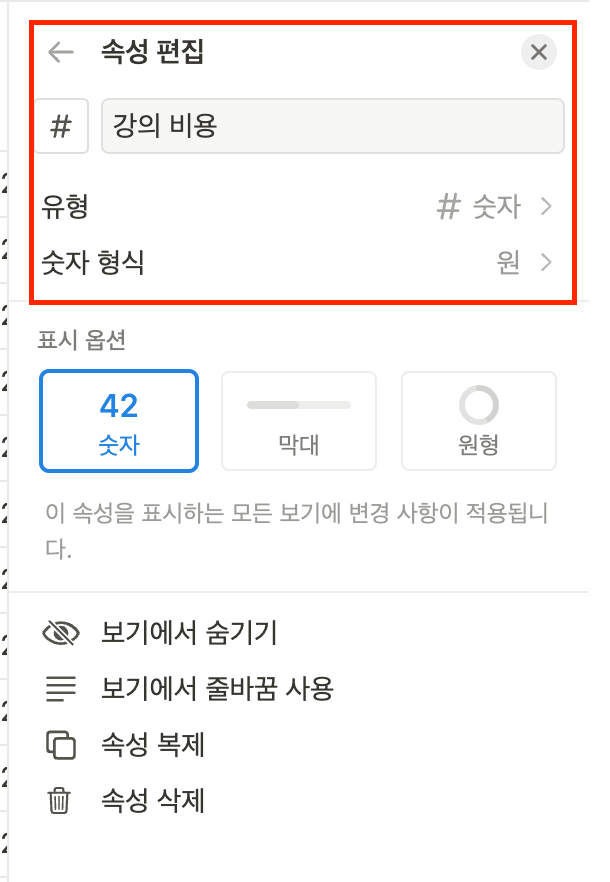 속성 편집
#
강의 비용
유형 # 숫자
숫자 형식 원
표시 옵션
42
숫자 막대 원형
이 속성을 표시하는 모든 보기에 변경 사항이 적용됩니
다.
보기에서 숨기기
보기에서 줄바꿈 사용
속성 복제
속성 삭제